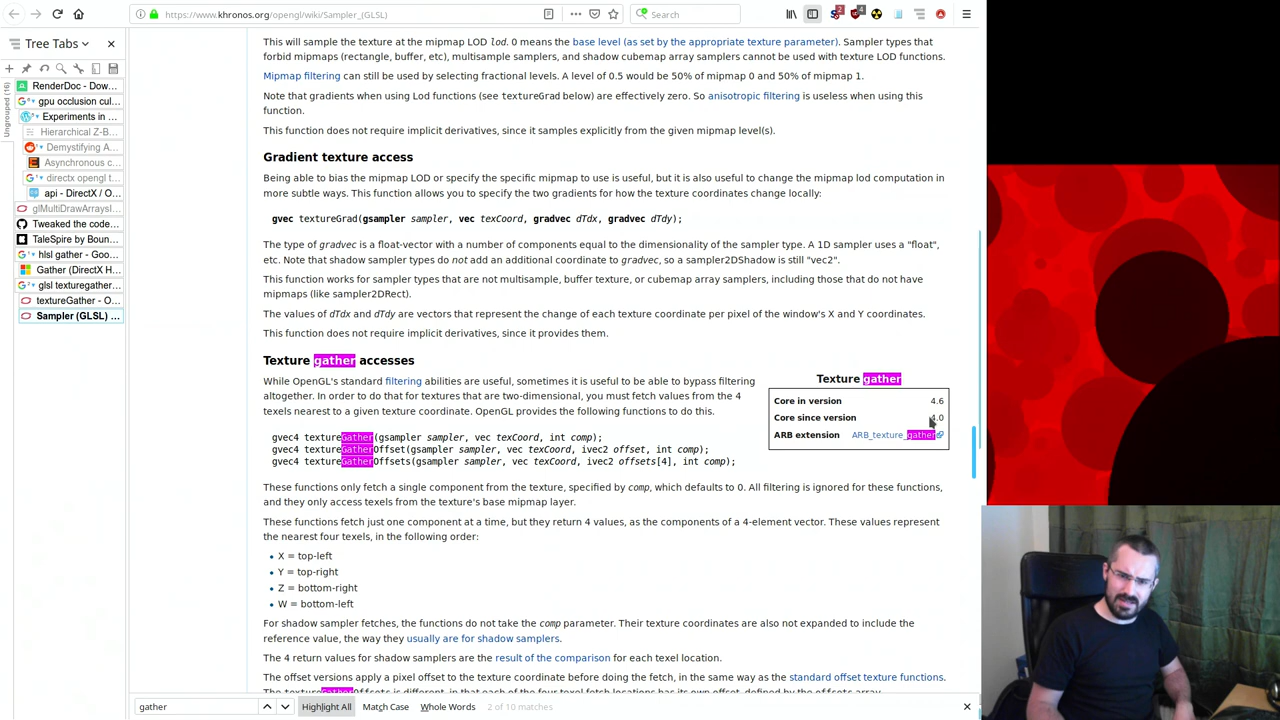 https://www.khronos.org/opengl/wiki/Sampler_(GLSL)
Search
4
Tree Tabs
Ungrouped (16)
RenderDoc - Dow...
gpu occlusion cul...
Experiments in ...
Hierarchical Z-B...
Demystifying A...
Asynchronous c...
directx opengl t...
api - DirectX / O...
glMultiDrawArraysI...
Tweaked the code...
TaleSpire by Boun...
hlsl gather - Goo...
Gather (DirectX H...
glsl texturegather...
textureGather - O...
Sampler (GLSL) ...
This will sample the texture at the mipmap LOD lod. 0 means the base level (as set by the appropriate texture parameter). Sampler types that
forbid mipmaps (rectangle, buffer, etc), multisample samplers, and shadow cubemap array samplers cannot be used with texture LOD functions.
Mipmap filtering can still be used by selecting fractional levels. A level of 0.5 would be 50% of mipmap 0 and 50% of mipmap 1.
Note that gradients when using Lod functions (see textureGrad below) are effectively zero. So anisotropic filtering is useless when using this
function.
This function does not require implicit derivatives, since it samples explicitly from the given mipmap level(s).
Gradient texture access
Being able to bias the mipmap LOD or specify the specific mipmap to use is useful, but it is also useful to change the mipmap lod computation in
more subtle ways. This function allows you to specify the two gradients for how the texture coordinates change locally:
gvec textureGrad(gsampler sampler, vec texCoord, gradvec dTdx, gradvec dTdy);
The type of gradvec is a float-vector with a number of components equal to the dimensionality of the sampler type. A 1D sampler uses a "float",
etc. Note that shadow sampler types do not add an additional coordinate to gradvec, so a sampler2DShadow is still "vec2".
This function works for sampler types that are not multisample, buffer texture, or cubemap array samplers, including those that do not have
mipmaps (like sampler2DRect).
The values of dTdx and dTdy are vectors that represent the change of each texture coordinate per pixel of the window's X and Y coordinates.
This function does not require implicit derivatives, since it provides them.
Texture gather accesses
While OpenGL's standard filtering abilities are useful, sometimes it is useful to be able to bypass filtering
altogether. In order to do that for textures that are two-dimensional, you must fetch values from the 4
texels nearest to a given texture coordinate. OpenGL provides the following functions to do this.
gvec4 textureGather(gsampler sampler, vec texCoord, int comp);
gvec4 textureGatherOffset(gsampler sampler, vec texCoord, ivec2 offset, int comp);
gvec4 textureGatherOffsets(gsampler sampler, vec texCoord, ivec2 offsets[4], int comp);
Texture gather
Core in version 4.6
Core since version 4.0
ARB extension ARB_texture_gather
These functions only fetch a single component from the texture, specified by comp, which defaults to 0. All filtering is ignored for these functions,
and they only access texels from the texture's base mipmap layer.
These functions fetch just one component at a time, but they return 4 values, as the components of a 4-element vector. These values represent
the nearest four texels, in the following order:
X = top-left
Y = top-right
Z = bottom-right
W = bottom-left
For shadow sampler fetches, the functions do not take the comp parameter. Their texture coordinates are also not expanded to include the
reference value, the way they usually are for shadow samplers.
The 4 return values for shadow samplers are the result of the comparison for each texel location.
The offset versions apply a pixel offset to the texture coordinate before doing the fetch, in the same way as the standard offset texture functions.
The textureGatherOffsets is different, in that each of the four texel fetch locations has its own offset, defined by the offsets array.
gather
Highlight All
Match Case
Whole Words
2 of 10 matches